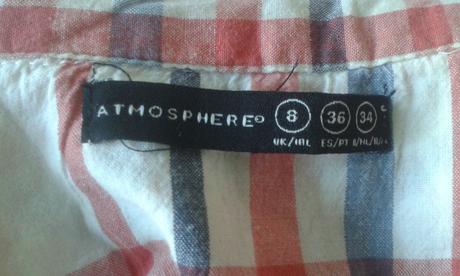 ATMOSPHERE® 8 36 34
UK/IRL ES/PT